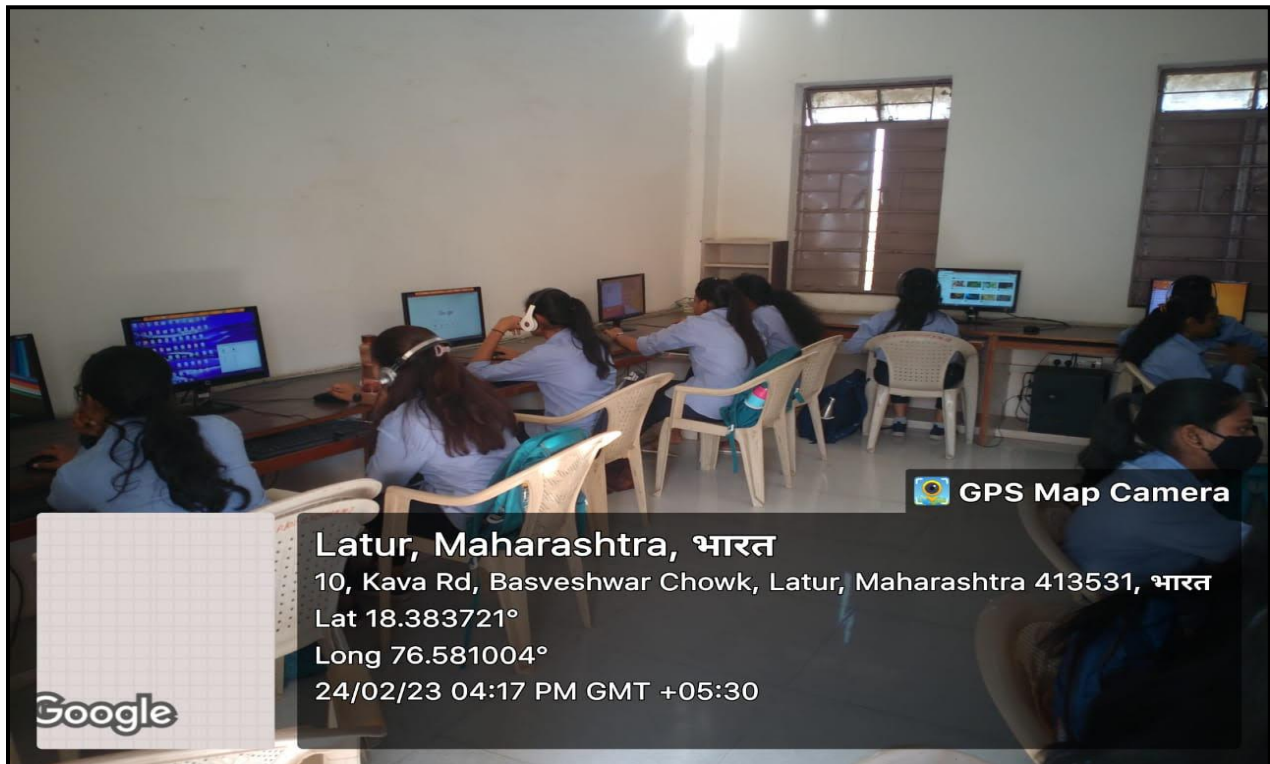 GPS Map Camera
Latur, Maharashtra, भारत
10, Kava Rd, Basveshwar Chowk, Latur, Maharashtra 413531, भारत
Lat 18.383721°
Long 76.581004°
24/02/23 04:17 PM GMT +05:30
Google